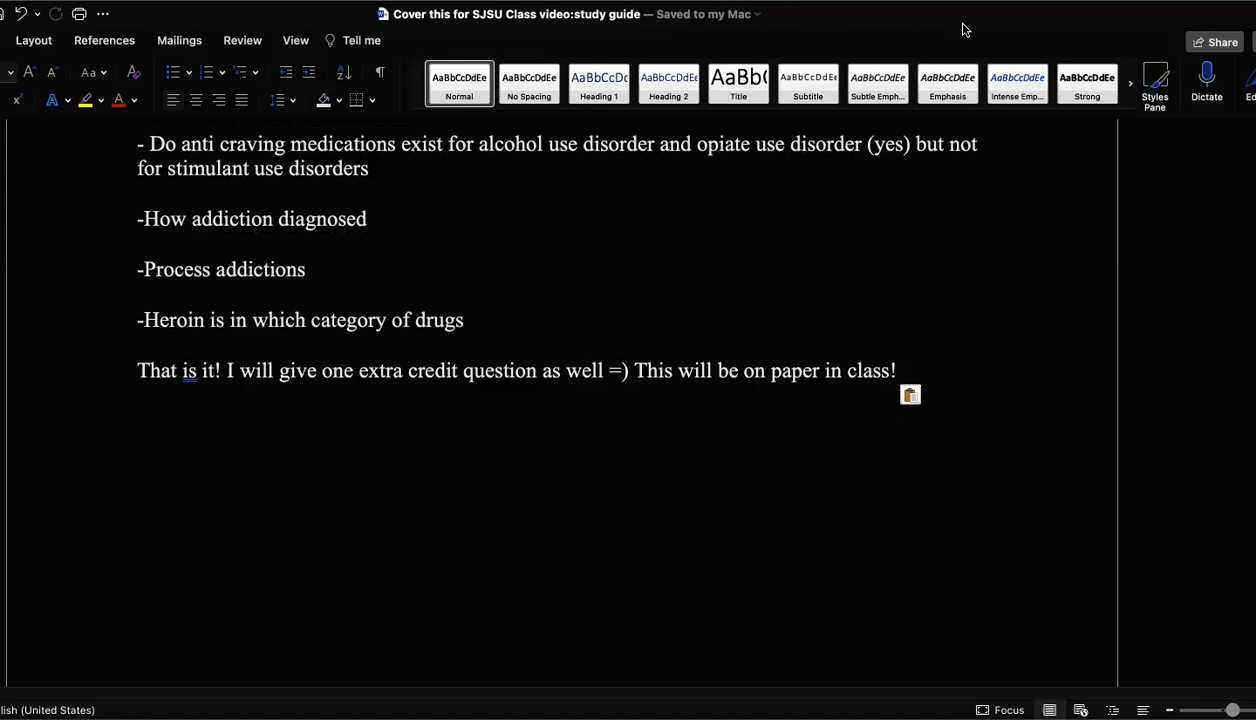 Cover this for SJSU Class video:study guide — Saved to my Mac
Layout References Mailings Review View Tell me
Share
Aa
AaBbCcDdEe AaBbCcDdEe AaBbCcDc AaBbCcDdEe AaBb( AaBbCcDdEe AaBbCcDdEe AaBbCcDdEe AaBbCcDdEe AaBbCcDdEe
Normal No Spacing Heading 1 Heading 2 Title Subtitle Subtle Emph... Emphasis Intense Emp... Strong
Styles Pane
Dictate
- Do anti craving medications exist for alcohol use disorder and opiate use disorder (yes) but not
for stimulant use disorders
-How addiction diagnosed
-Process addictions
-Heroin is in which category of drugs
That is it! I will give one extra credit question as well =) This will be on paper in class!
lish (United States)
Focus